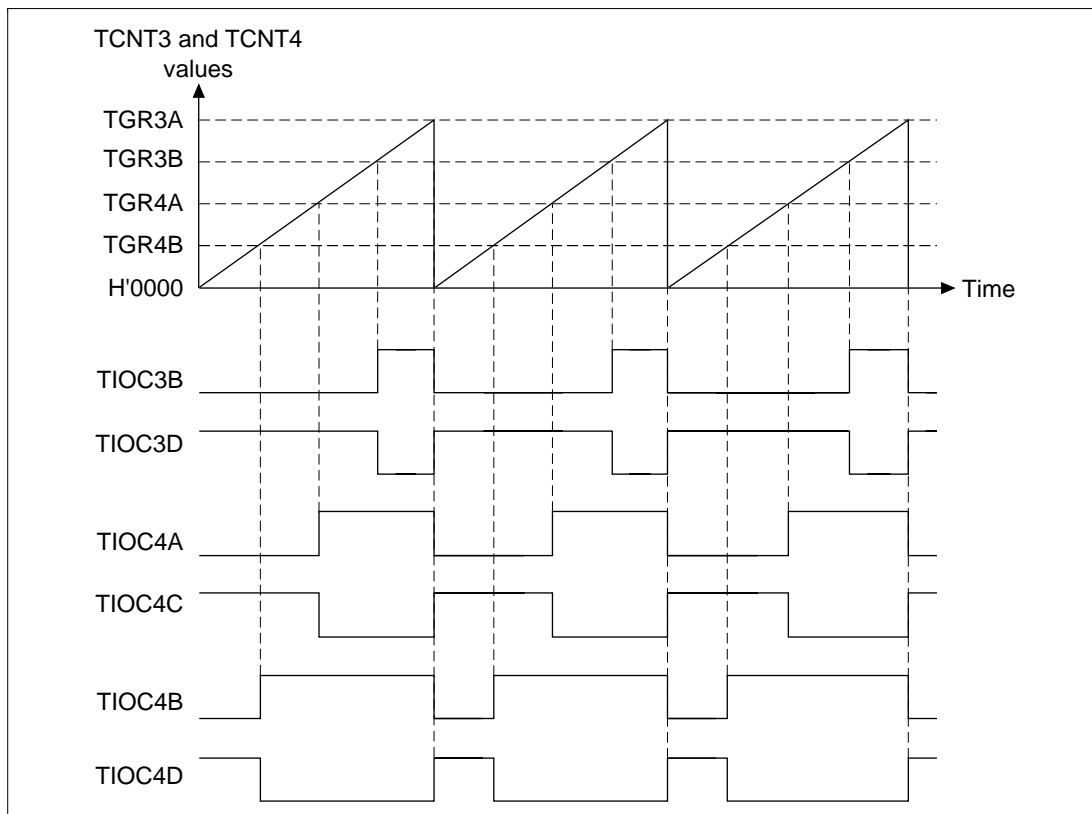 TCNT3 and TCNT4
values
TGR3A
TGR3B
TGR4A
TGR4B
H'0000
Time
TIOC3B
TIOC3D
TIOC4A
TIOC4C
TIOC4B
TIOC4D